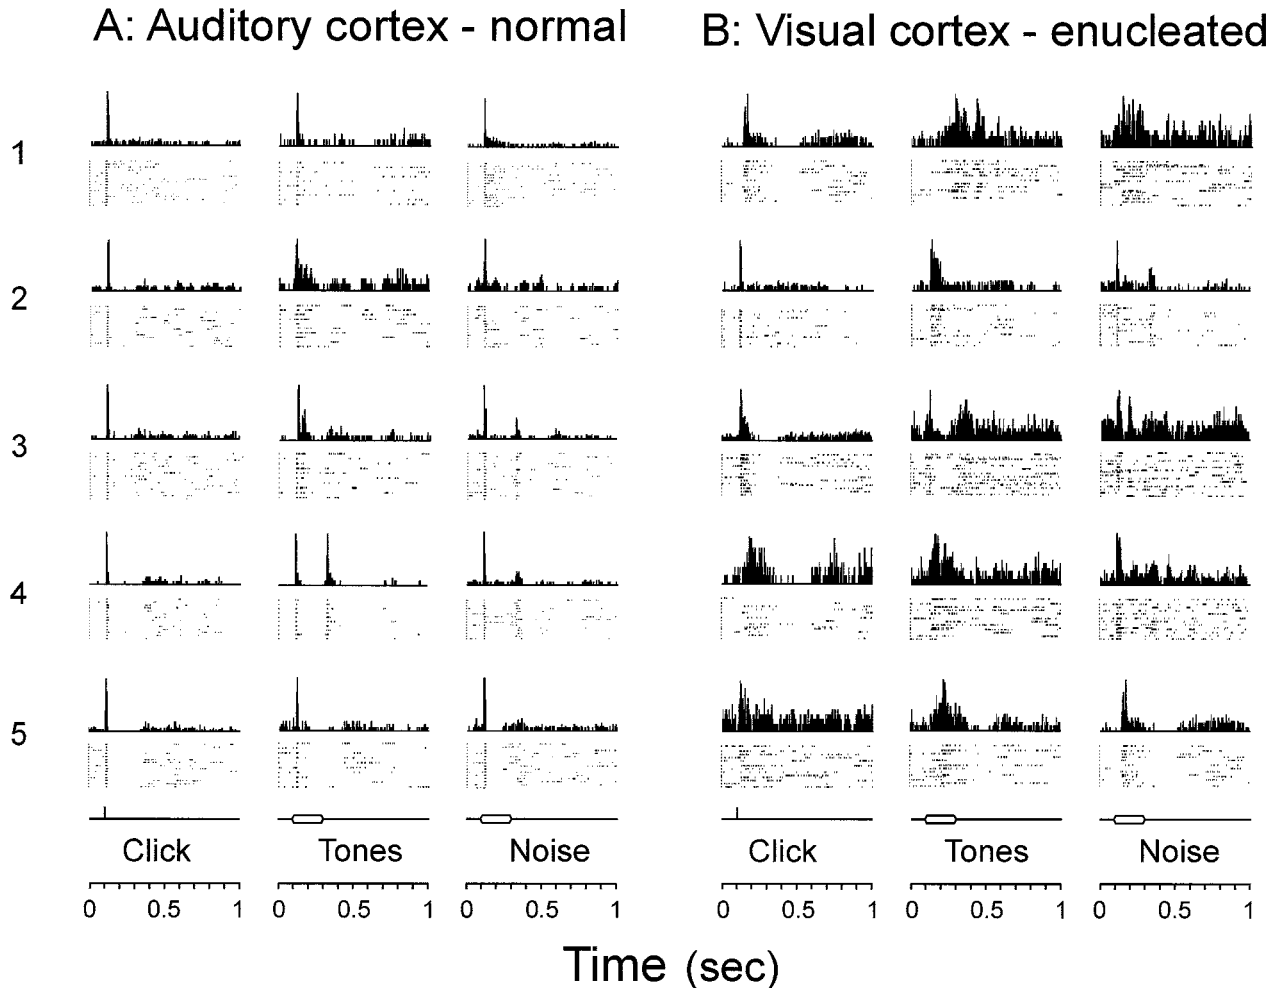 A: Auditory cortex - normal
B: Visual cortex - enucleated
1
2
3
4
5
Click Tones Noise Click Tones Noise
0 0.5 1 0 0.5 1 0 0.5 1 0 0.5 1 0 0.5 1 0 0.5 1
Time (sec)